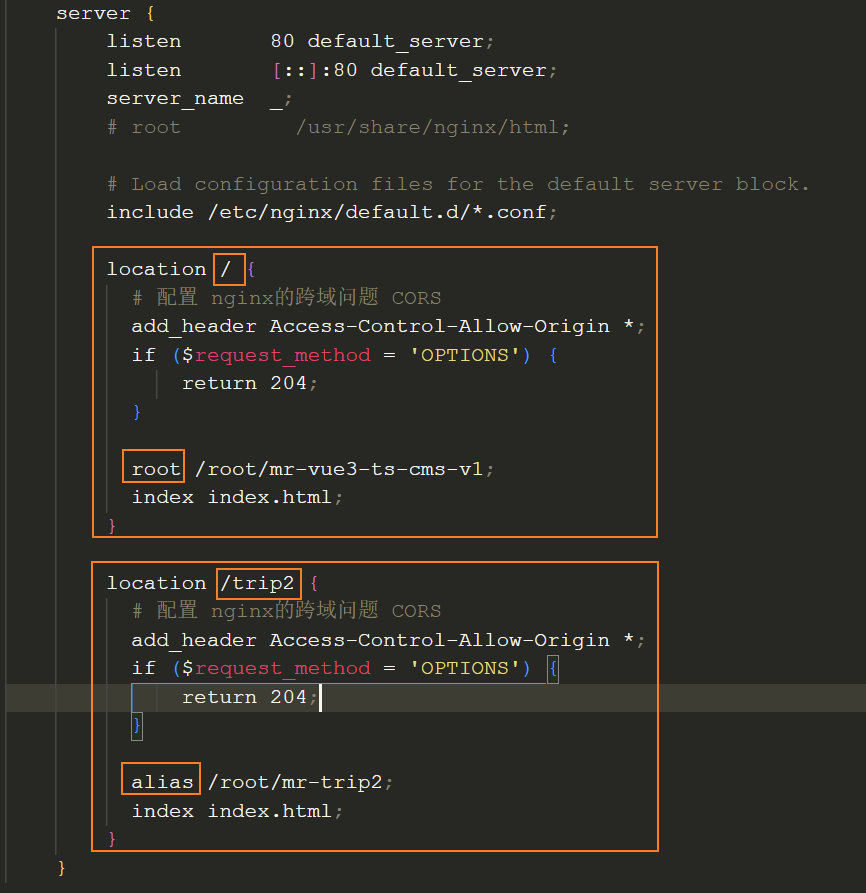 server {
listen 80 default_server;
listen [::]:80 default_server;
server_name _;
# root /usr/share/nginx/html;
# Load configuration files for the default server block.
include /etc/nginx/default.d/*.conf;
location / {
# 配置 nginx的跨域问题 CORS
add_header Access-Control-Allow-Origin *;
if ($request_method = 'OPTIONS') {
return 204;
}
root /root/mr-vue3-ts-cms-v1;
index index.html;
}
location /trip2 {
# 配置 nginx的跨域问题 CORS
add_header Access-Control-Allow-Origin *;
if ($request_method = 'OPTIONS') {
return 204;
}
alias /root/mr-trip2;
index index.html;
}
}